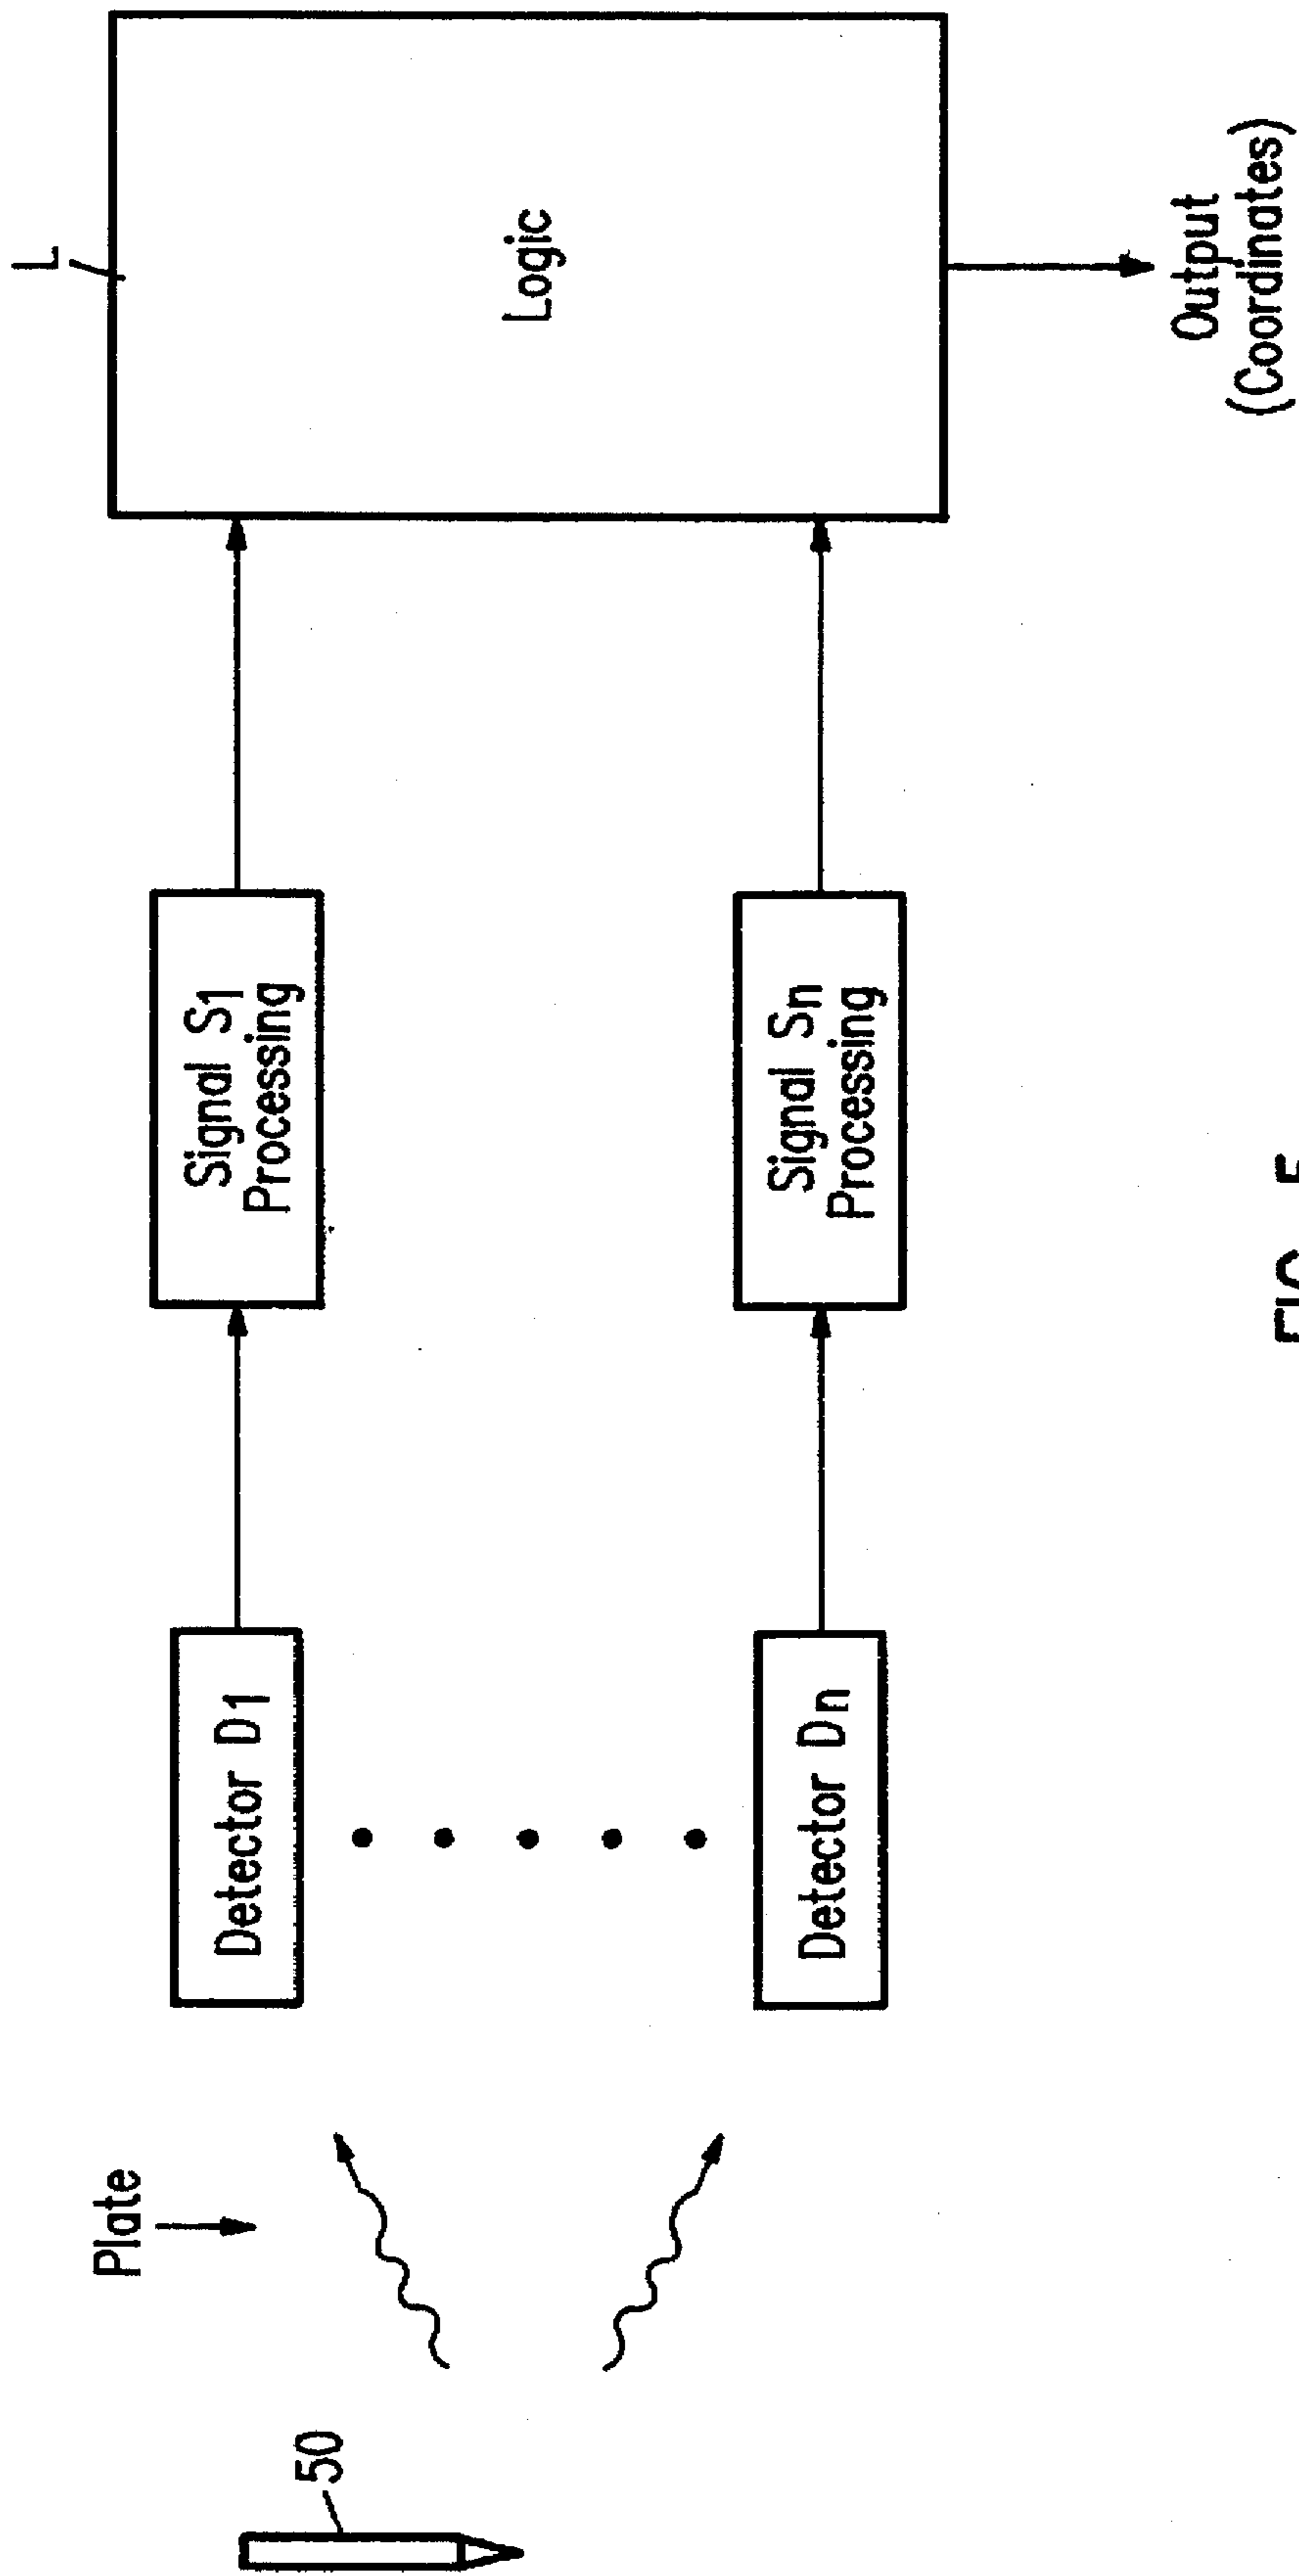 50
Plate
Detector D1
Detector Dn
Signal S1
Processing
Signal Sn
Processing
L
Logic
Output
(Coordinates)